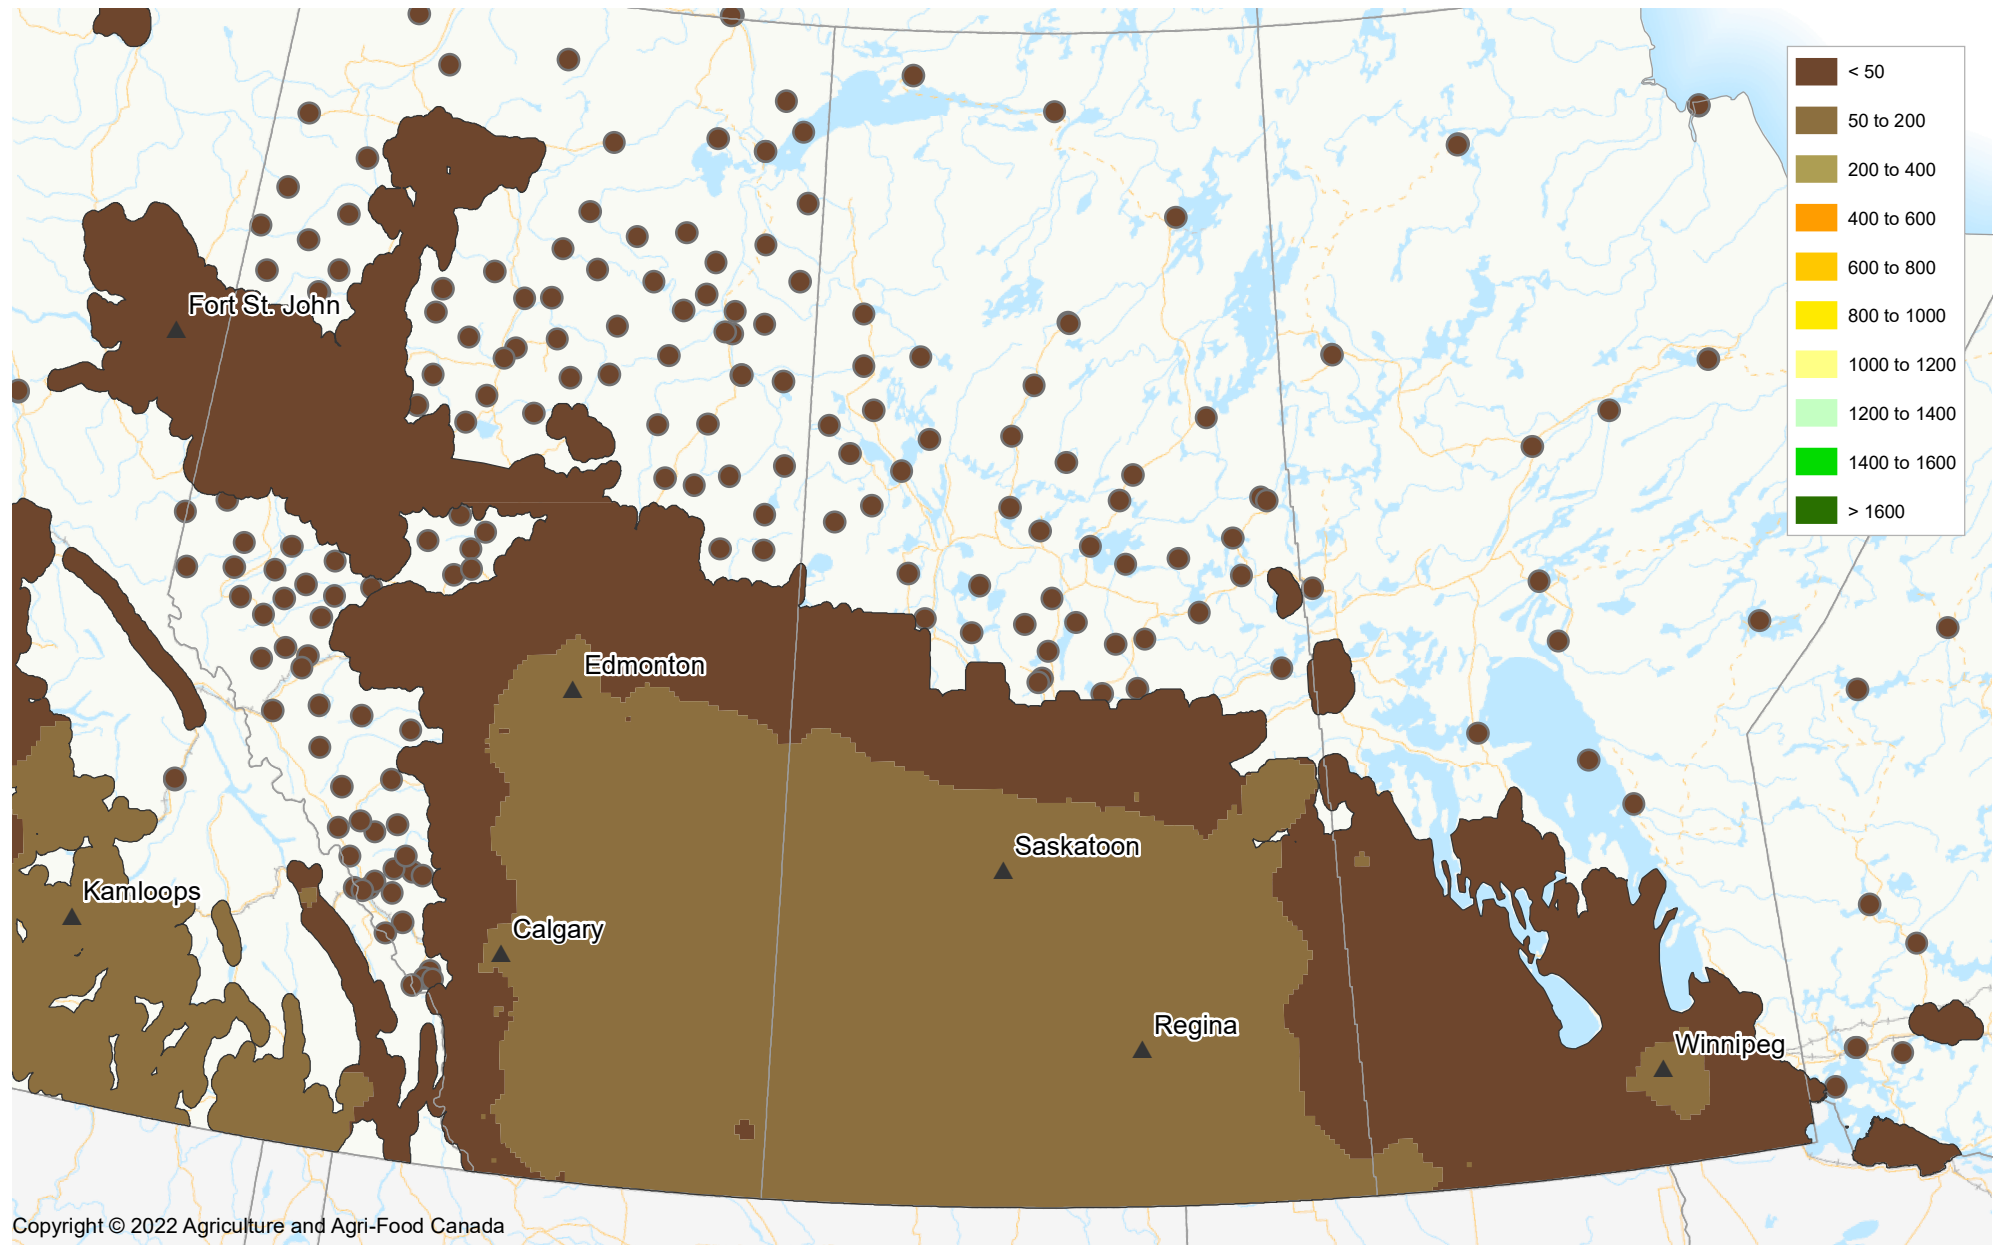 < 50
50 to 200
200 to 400
400 to 600
600 to 800
800 to 1000
1000 to 1200
1200 to 1400
1400 to 1600
> 1600
Fort St. John
Edmonton
Saskatoon
Kamloops
Calgary
Regina
Winnipeg
Copyright © 2022 Agriculture and Agri-Food Canada